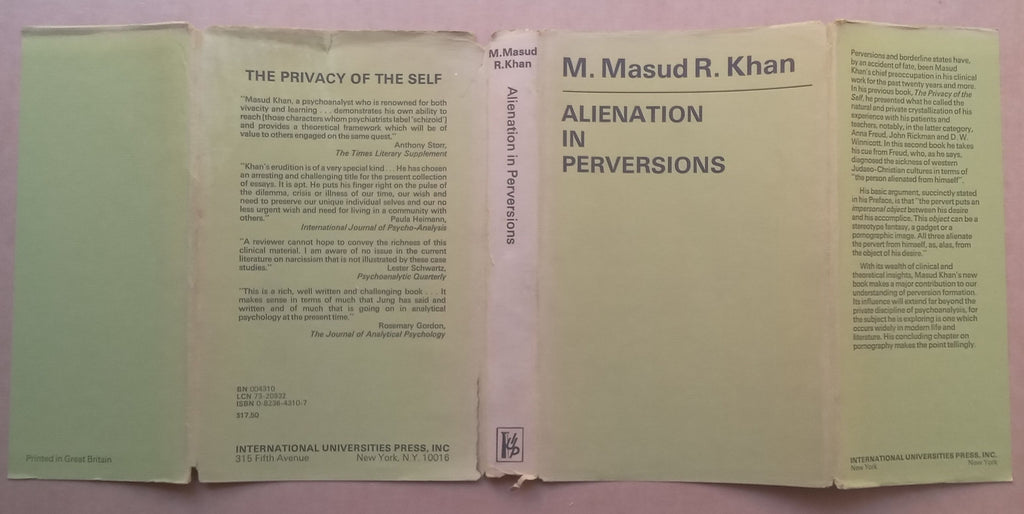 Printed in Great Britain
THE PRIVACY OF THE SELF
"Masud Khan, a psychoanalyst who is renowned for both
vivacity and learning . . . demonstrates his own ability to
reach [those characters whom psychiatrists label 'schizoid']
and provides a theoretical framework which will be of
value to others engaged on the same quest."
Anthony Storr,
The Times Literary Supplement
"Khan's erudition is of a very special kind . . . He has chosen
an arresting and challenging title for the present collection
of essays. It is apt. He puts his finger right on the pulse of
the dilemma, crisis or illness of our time, our wish and
need to preserve our unique individual selves and our no
less urgent wish and need for living in a community with
others."
Paula Heimann,
International Journal of Psycho-Analysis
"A reviewer cannot hope to convey the richness of this
clinical material. I am aware of no issue in the current
literature on narcissism that is not illustrated by these case
studies."
Lester Schwartz,
Psychoanalytic Quarterly
"This is a rich, well written and challenging book . . . It
makes sense in terms of much that Jung has said and
written and of much that is going on in analytical
psychology at the present time."
Rosemary Gordon,
The Journal of Analytical Psychology
BN 004310
LCN 73-20932
ISBN 0-8236-4310-7
$17.50
INTERNATIONAL UNIVERSITIES PRESS, INC
315 Fifth Avenue New York, N.Y. 10016
M.Masud
R.Khan
Alienation in Perversions
IUP
M. Masud R. Khan
ALIENATION
IN
PERVERSIONS
Perversions and borderline states have,
by an accident of fate, been Masud
Khan's chief preoccupation in his clinical
work for the past twenty years and more.
In his previous book, The Privacy of the
Self, he presented what he called the
natural and private crystallization of his
experience with his patients and
teachers, notably, in the latter category,
Anna Freud, John Rickman and D. W.
Winnicott. In this second book he takes
his cue from Freud, who, as he says,
diagnosed the sickness of western
Judaeo-Christian cultures in terms of
"the person alienated from himself".
His basic argument, succinctly stated
in his Preface, is that "the pervert puts an
impersonal object between his desire
and his accomplice. This object can be a
stereotype fantasy, a gadget or a
pornographic image. All three alienate
the pervert from himself, as, alas, from
the object of his desire."
With its wealth of clinical and
theoretical insights, Masud Khan's new
book makes a major contribution to our
understanding of perversion formation.
Its influence will extend far beyond the
private discipline of psychoanalysis, for
the subject he is exploring is one which
occurs widely in modern life and
literature. His concluding chapter on
pornography makes the point tellingly.
INTERNATIONAL UNIVERSITIES PRESS, INC.
New York New York